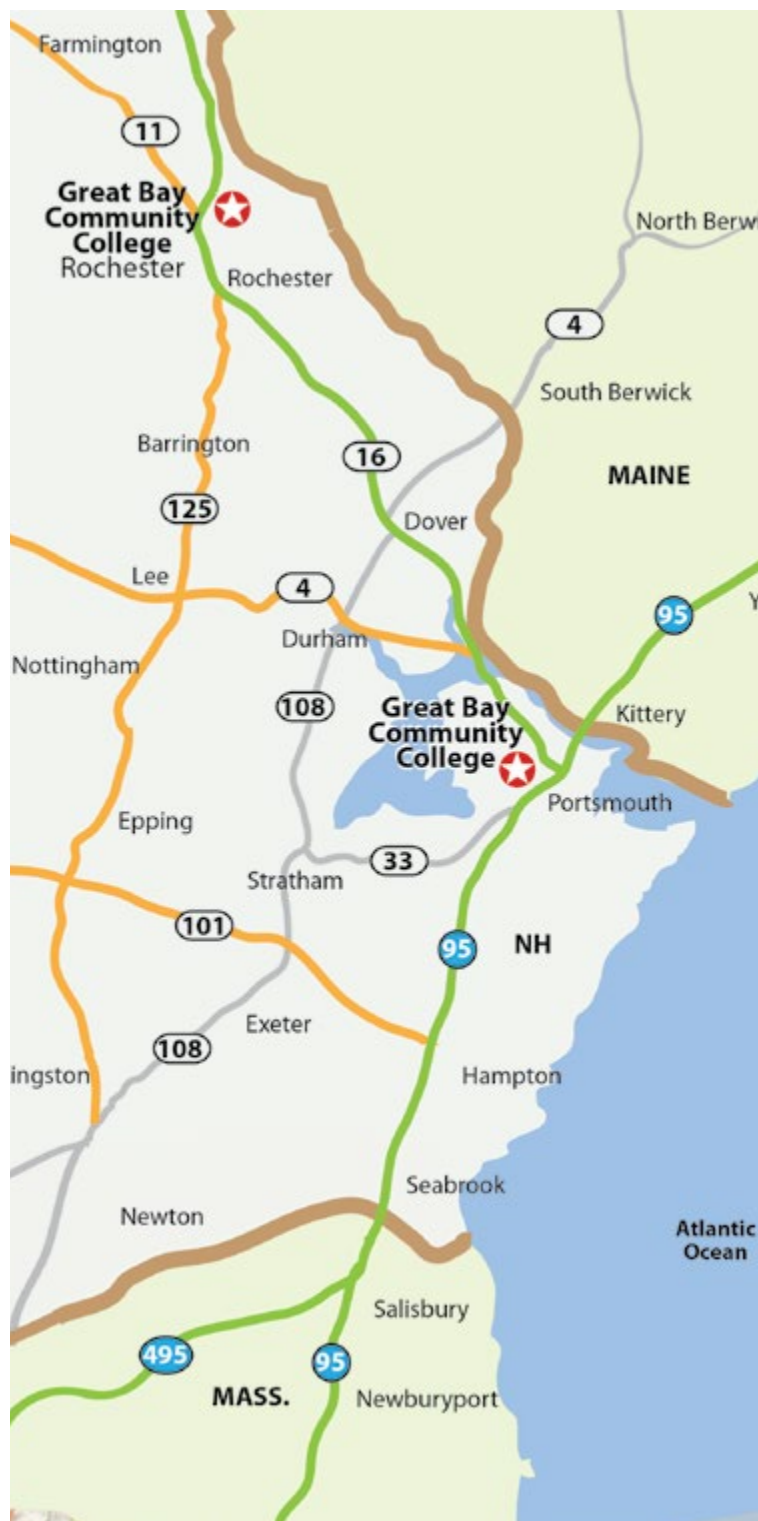 Farmington
11
Great Bay
Community
College
Rochester
Rochester
North Berwi
4
South Berwick
Barrington
16
MAINE
125
Dover
Lee
4
95
Y
Durham
Nottingham
108
Great Bay
Community
College
Kittery
Portsmouth
Epping
33
Stratham
101
95
NH
Exeter
108
ingston
Hampton
Seabrook
Newton
Atlantic
Ocean
Salisbury
495
95
MASS.
Newburyport